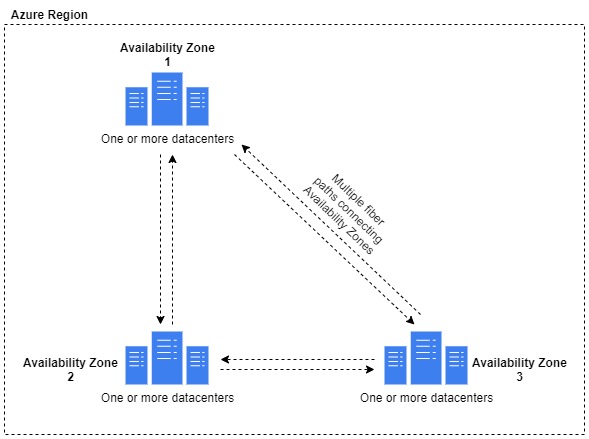 Azure Region
Availability Zone
1
One or more datacenters
Multiple fiber
paths connecting
Availability Zones
Availability Zone
2
One or more datacenters
Availability Zone
3
One or more datacenters